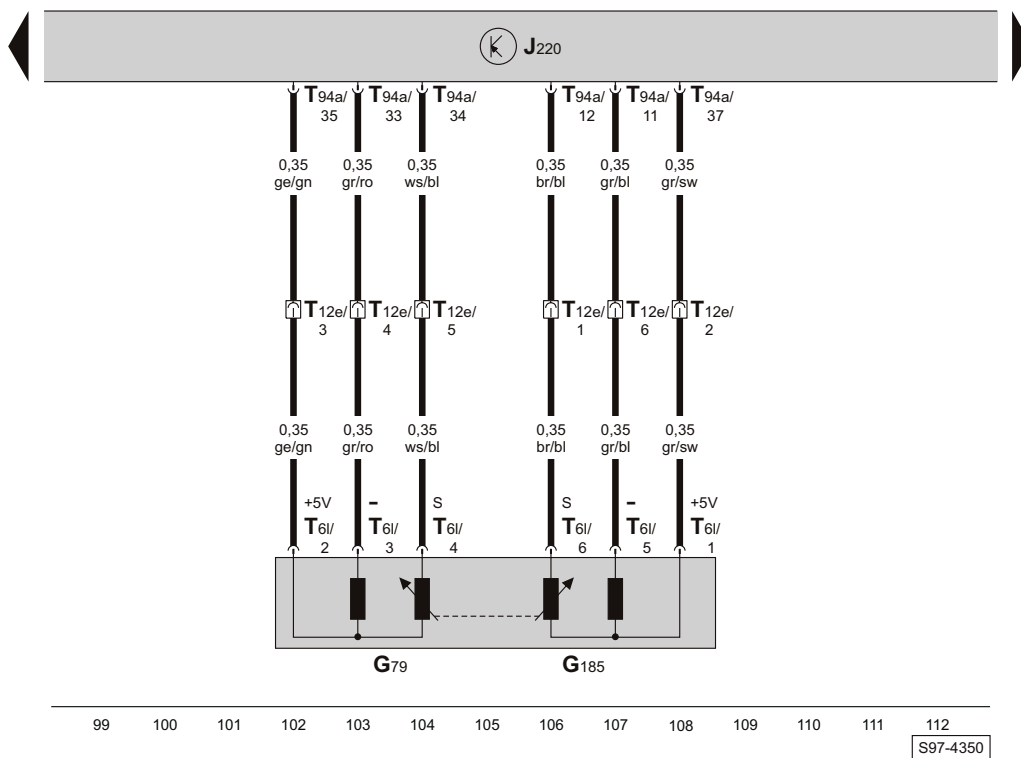 J220
T94a/ T94a/ T94a/ T94a/ T94a/ T94a/
35 33 34 12 11 37
0,35 0,35 0,35 0,35 0,35 0,35
ge/gn gr/ro ws/bl br/bl gr/bl gr/sw
T12e/ T12e/ T12e/ T12e/ T12e/ T12e/
3 4 5 1 6 2
0,35 0,35 0,35 0,35 0,35 0,35
ge/gn gr/ro ws/bl br/bl gr/bl gr/sw
+5V – S S – +5V
T6l/ T6l/ T6l/ T6l/ T6l/ T6l/
2 3 4 6 5 1
G79 G185
99 100 101 102 103 104 105 106 107 108 109 110 111 112
S97-4350